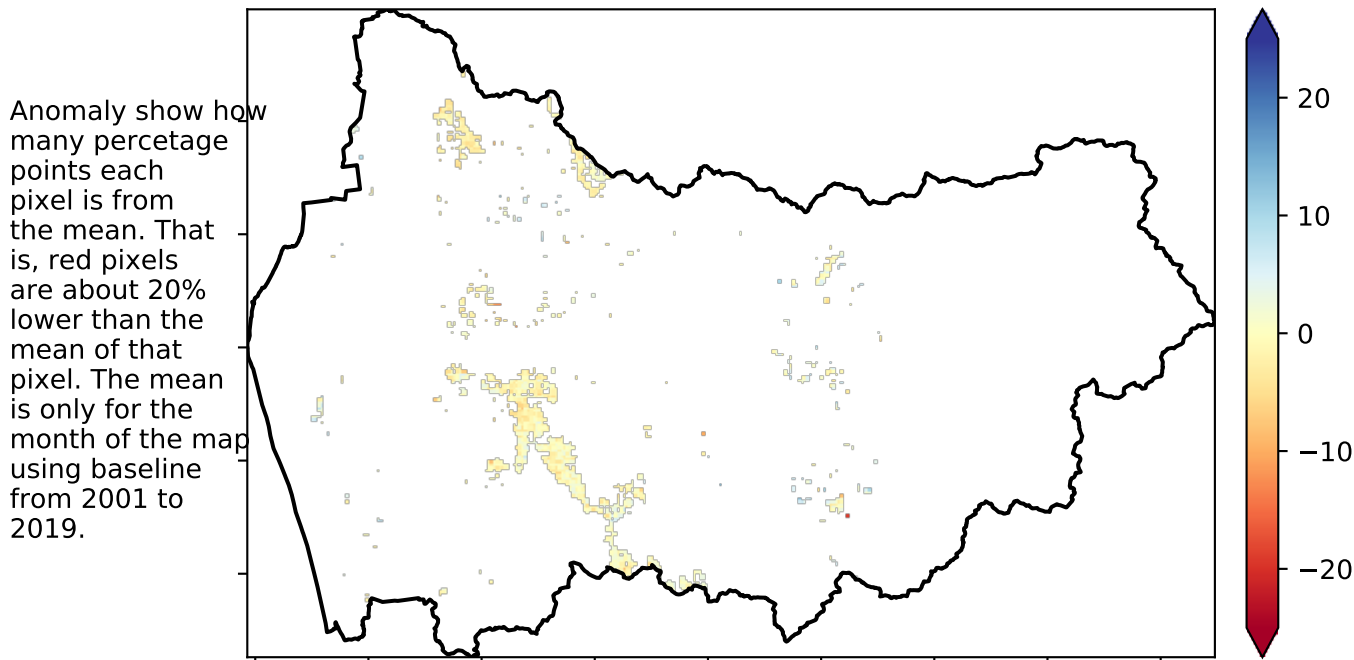 Anomaly show how
many percetage
points each
pixel is from
the mean. That
is, red pixels
are about 20%
lower than the
mean of that
pixel. The mean
is only for the
month of the map
using baseline
from 2001 to
2019.
20
10
0
−10
−20